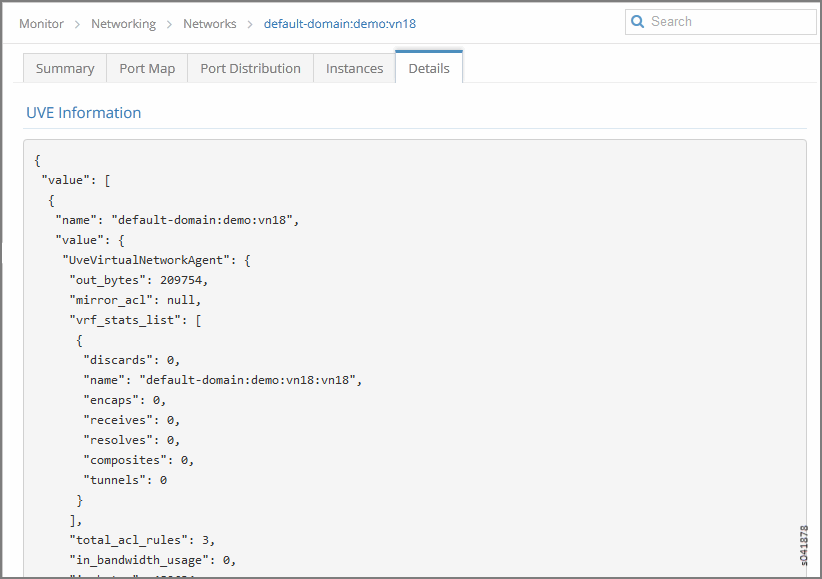 Monitor > Networking > Networks > default-domain:demo:vn18
Search
Summary Port Map Port Distribution Instances Details
UVE Information
{
"value": [
{
"name": "default-domain:demo:vn18",
"value": {
"UveVirtualNetworkAgent": {
"out_bytes": 209754,
"mirror_acl": null,
"vrf_stats_list": [
{
"discards": 0,
"name": "default-domain:demo:vn18:vn18",
"encaps": 0,
"receives": 0,
"resolves": 0,
"composites": 0,
"tunnels": 0
}
],
"total_acl_rules": 3,
"in_bandwidth_usage": 0,
s041878